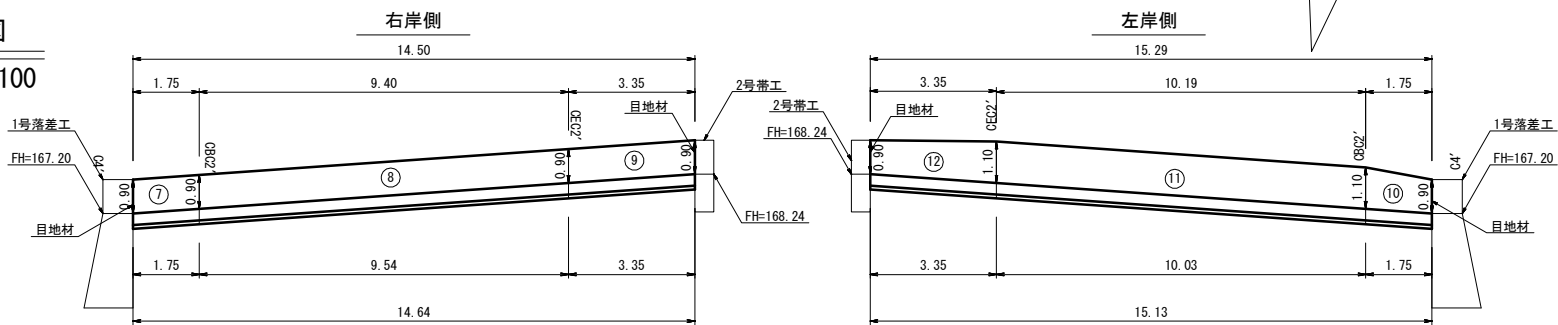 100
右岸側
14.50
1.75 9.40 3.35
1号落差工
FH=167.20
C4′
0.90
目地材
⑦
CBC2′
0.90
⑧
CEC2′
0.90
⑨
目地材
0.90
2号帯工
FH=168.24
1.75 9.54 3.35
14.64
左岸側
15.29
3.35 10.19 1.75
2号帯工
FH=168.24
目地材
0.90
⑫
CEC2′
1.10
⑪
CBC2′
1.10
⑩
0.90
C4′
1号落差工
FH=167.20
目地材
3.35 10.03 1.75
15.13